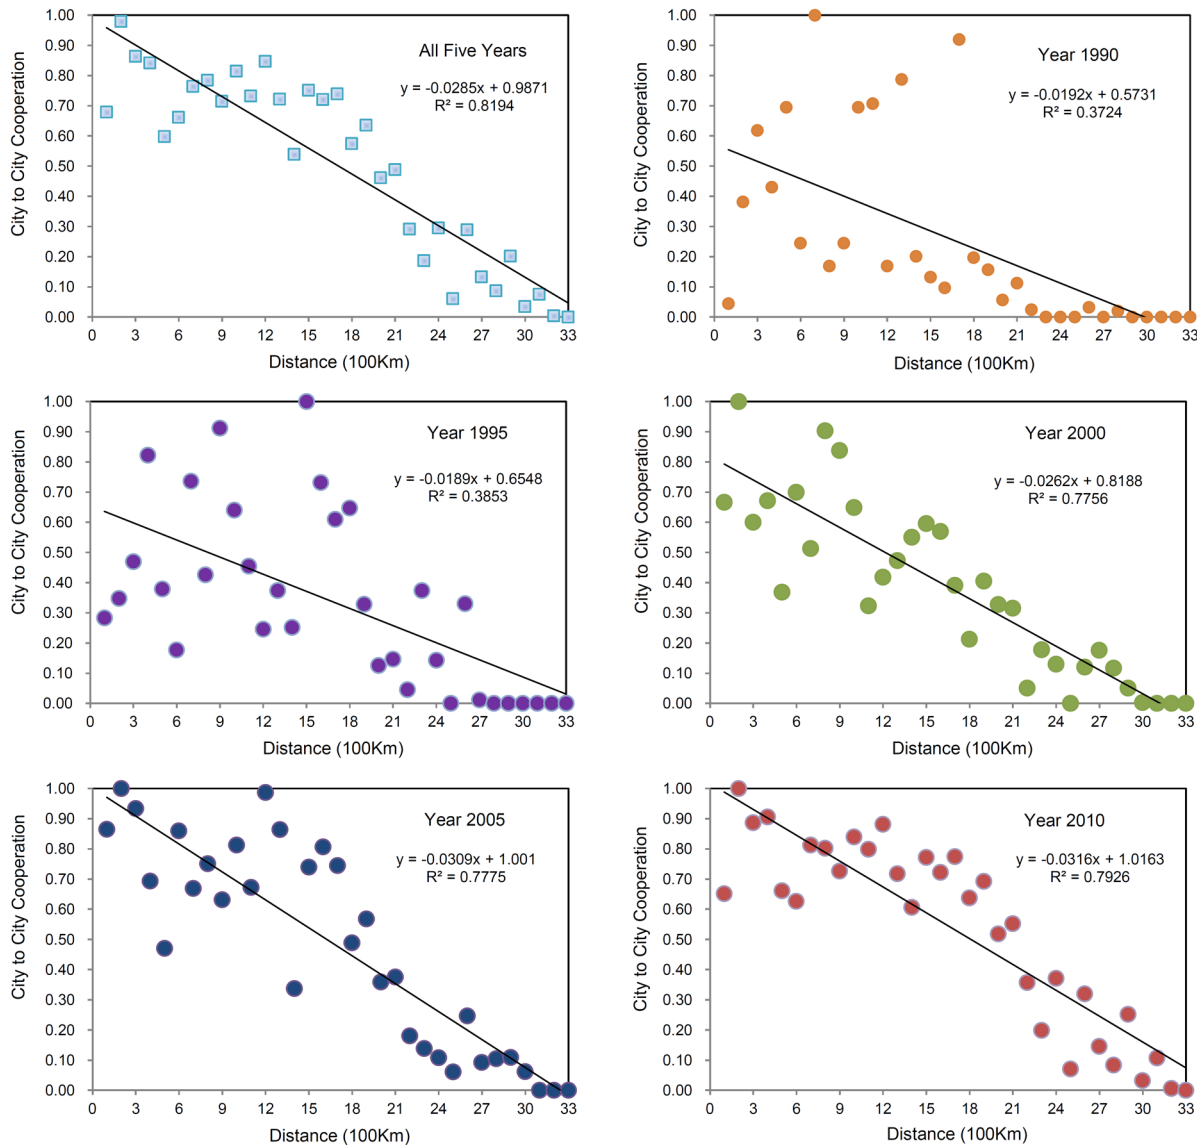 All Five Years
y = -0.0285x + 0.9871
R² = 0.8194
City to City Cooperation
1.00
0.90
0.80
0.70
0.60
0.50
0.40
0.30
0.20
0.10
0.00
0 3 6 9 12 15 18 21 24 27 30 33
Distance (100Km)
Year 1990
y = -0.0192x + 0.5731
R² = 0.3724
City to City Cooperation
1.00
0.90
0.80
0.70
0.60
0.50
0.40
0.30
0.20
0.10
0.00
0 3 6 9 12 15 18 21 24 27 30 33
Distance (100Km)
Year 1995
y = -0.0189x + 0.6548
R² = 0.3853
City to City Cooperation
1.00
0.90
0.80
0.70
0.60
0.50
0.40
0.30
0.20
0.10
0.00
0 3 6 9 12 15 18 21 24 27 30 33
Distance (100Km)
Year 2000
y = -0.0262x + 0.8188
R² = 0.7756
City to City Cooperation
1.00
0.90
0.80
0.70
0.60
0.50
0.40
0.30
0.20
0.10
0.00
0 3 6 9 12 15 18 21 24 27 30 33
Distance (100Km)
Year 2005
y = -0.0309x + 1.001
R² = 0.7775
City to City Cooperation
1.00
0.90
0.80
0.70
0.60
0.50
0.40
0.30
0.20
0.10
0.00
0 3 6 9 12 15 18 21 24 27 30 33
Distance (100Km)
Year 2010
y = -0.0316x + 1.0163
R² = 0.7926
City to City Cooperation
1.00
0.90
0.80
0.70
0.60
0.50
0.40
0.30
0.20
0.10
0.00
0 3 6 9 12 15 18 21 24 27 30 33
Distance (100Km)